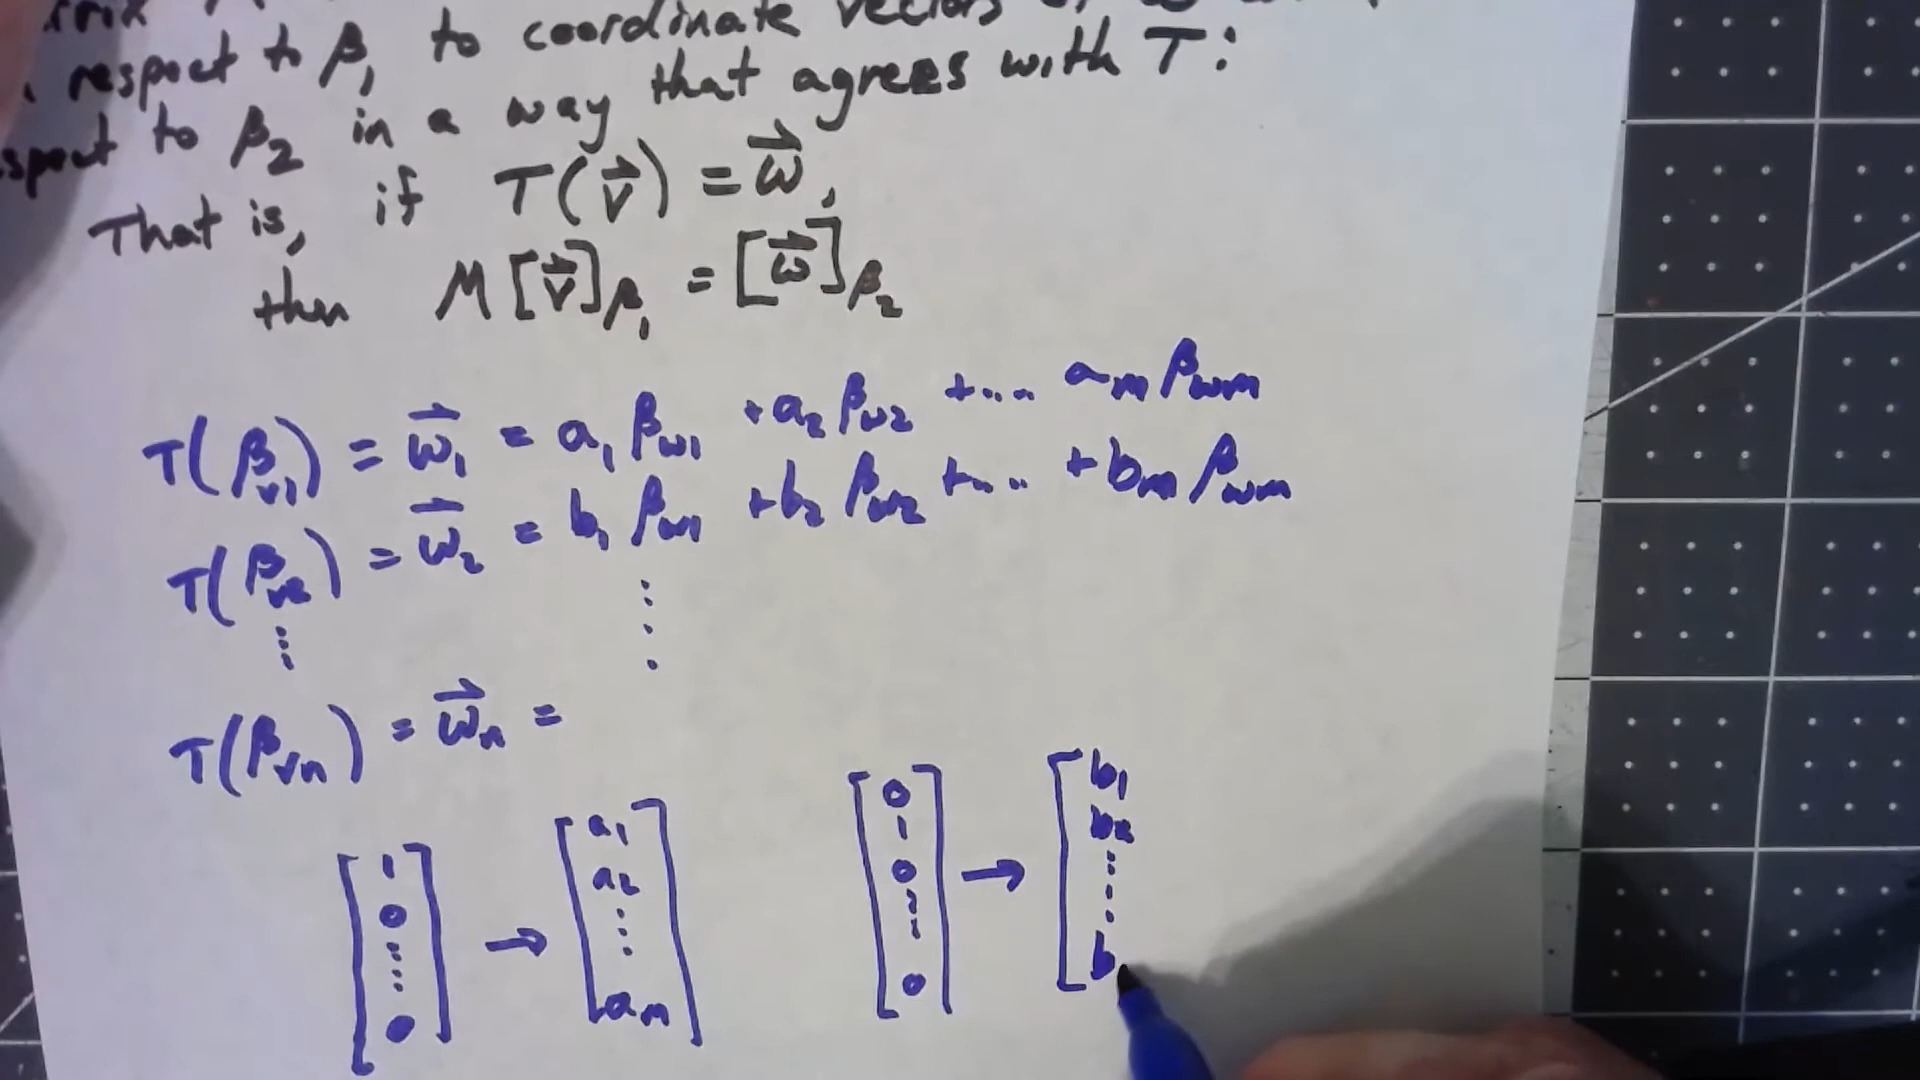 respect to β₁ to coordinate vectors
to β₂ in a way that agrees with T:
That is, if T(v⃗) = w⃗,
then M[v⃗]β₁ = [w⃗]β₂
T(βv1) = w⃗₁ = a₁ βw1 + a₂ βw2 + ... am βwm
T(βv2) = w⃗₂ = b₁ βw1 + b₂ βw2 + ... + bm βwm
⋮ ⋮
T(βvn) = w⃗n =
[1 0 ⋮ 0] → [a₁ a₂ ⋮ am] [0 1 0 ⋮ 0] → [b₁ b₂ ⋮ b